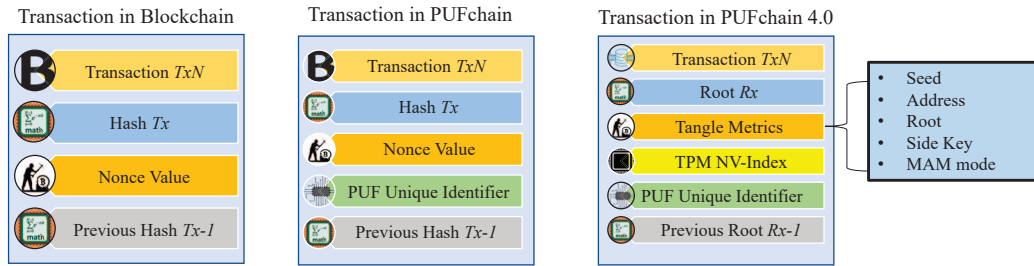 Transaction in Blockchain
Transaction TxN
Hash Tx
Nonce Value
Previous Hash Tx-1
Transaction in PUFchain
Transaction TxN
Hash Tx
Nonce Value
PUF Unique Identifier
Previous Hash Tx-1
Transaction in PUFchain 4.0
Transaction TxN
Root Rx
Tangle Metrics
TPM NV-Index
PUF Unique Identifier
Previous Root Rx-1
• Seed
• Address
• Root
• Side Key
• MAM mode